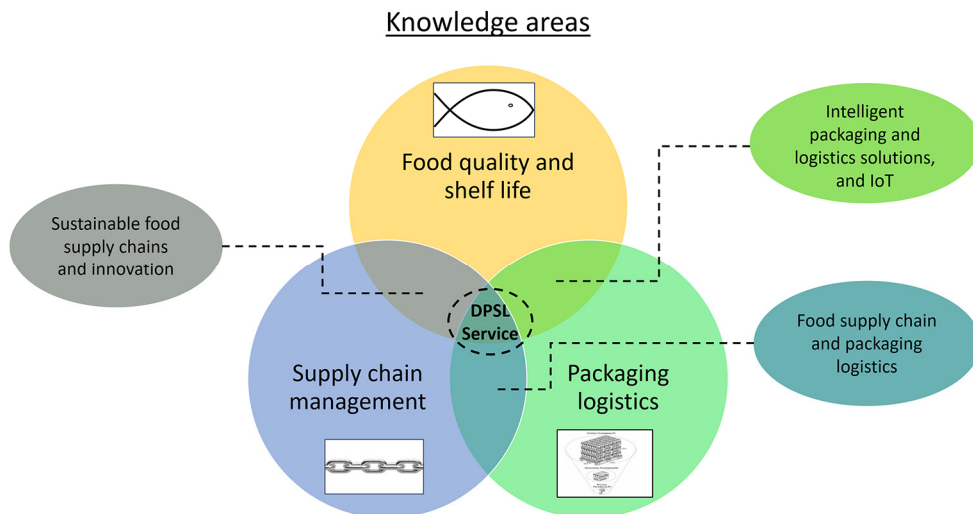 Knowledge areas
Food quality and
shelf life
Intelligent
packaging and
logistics solutions,
and IoT
Sustainable food
supply chains
and innovation
DPSL
Service
Food supply chain
and packaging
logistics
Supply chain
management
Packaging
logistics